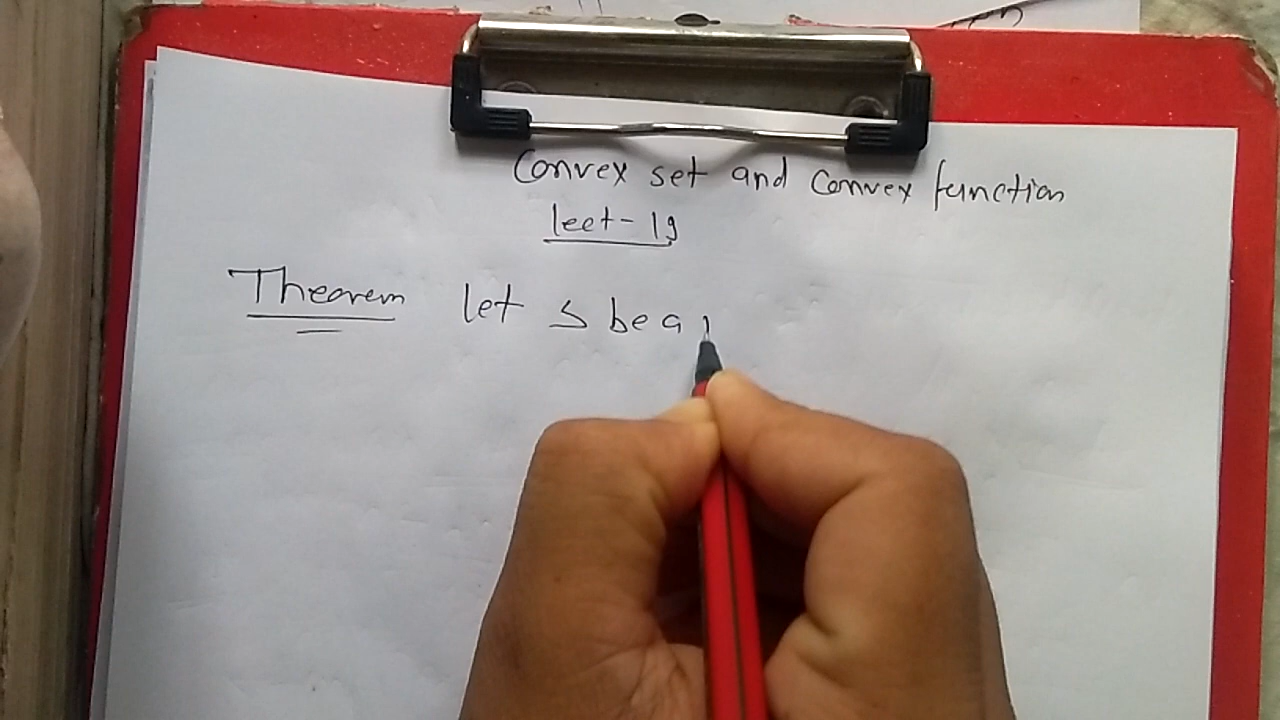 Convex set and Convex function
lect-19
Theorem let S be a